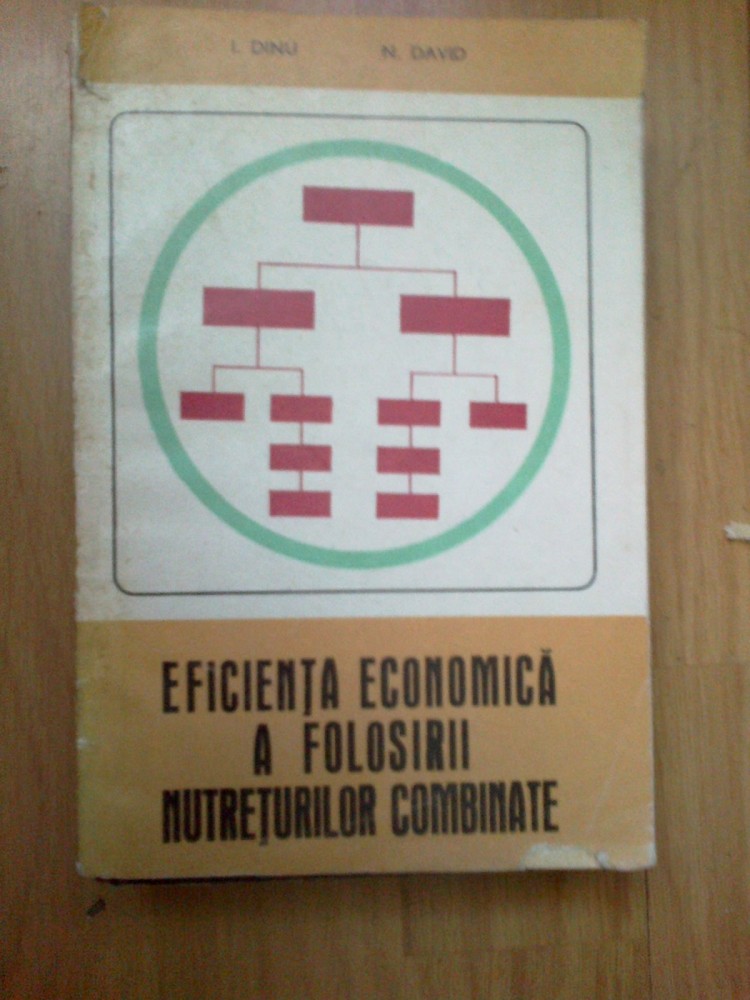 I. DINU N. DAVID
EFiCIENȚA ECONOMICĂ
A FOLOSIRII
NUTREȚURILOR COMBINATE